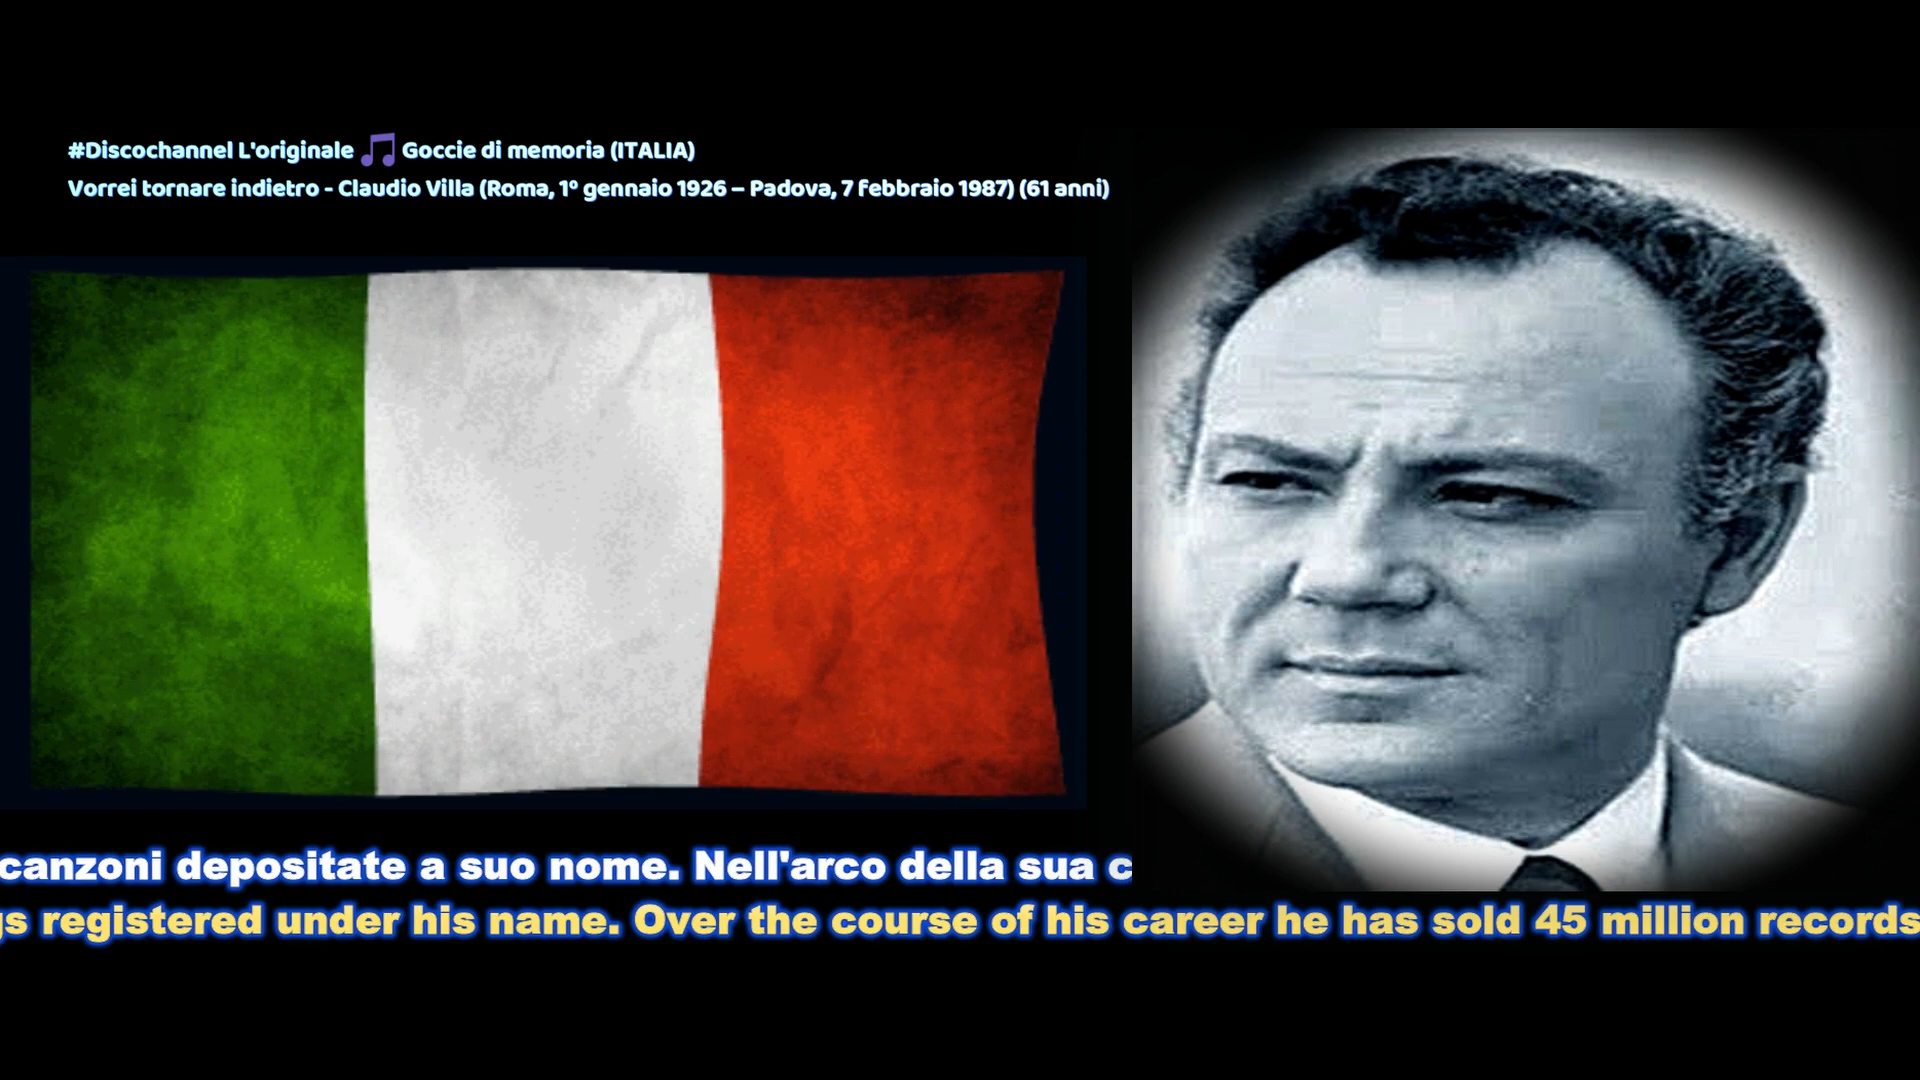 #Discochannel L'originale 🎵 Goccie di memoria (ITALIA)
Vorrei tornare indietro - Claudio Villa (Roma, 1º gennaio 1926 – Padova, 7 febbraio 1987) (61 anni)
canzoni depositate a suo nome. Nell'arco della sua c
gs registered under his name. Over the course of his career he has sold 45 million records